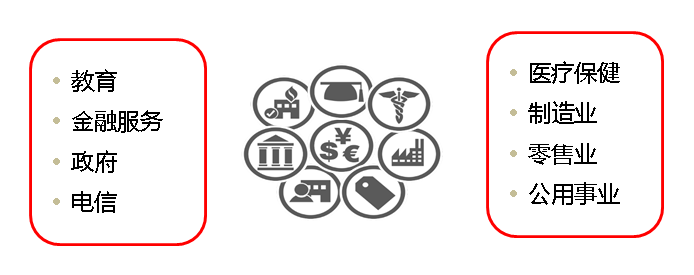 教育
金融服务
政府
电信
¥
$ €
医疗保健
制造业
零售业
公用事业